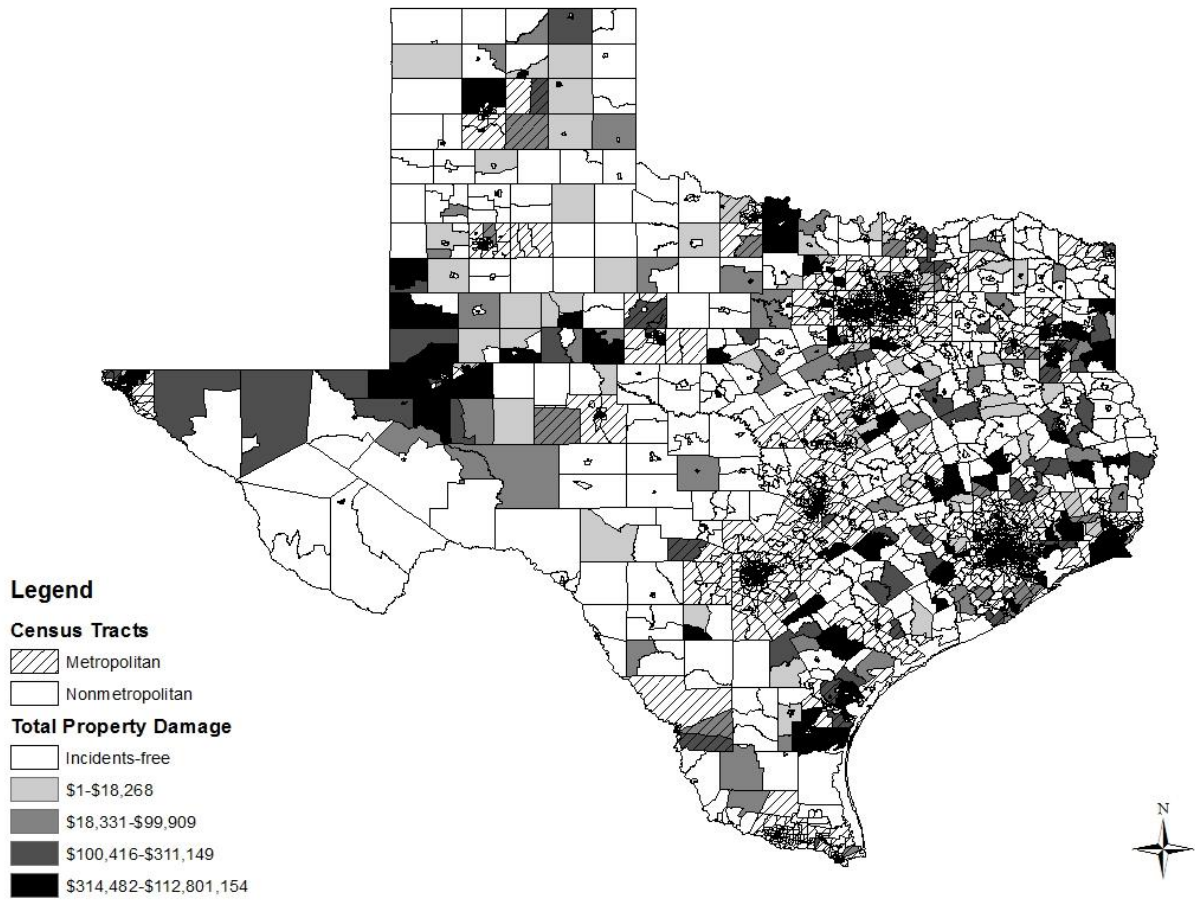 Legend
Census Tracts
Metropolitan
Nonmetropolitan
Total Property Damage
Incidents-free
$1-$18,268
$18,331-$99,909
$100,416-$311,149
$314,482-$112,801,154
N